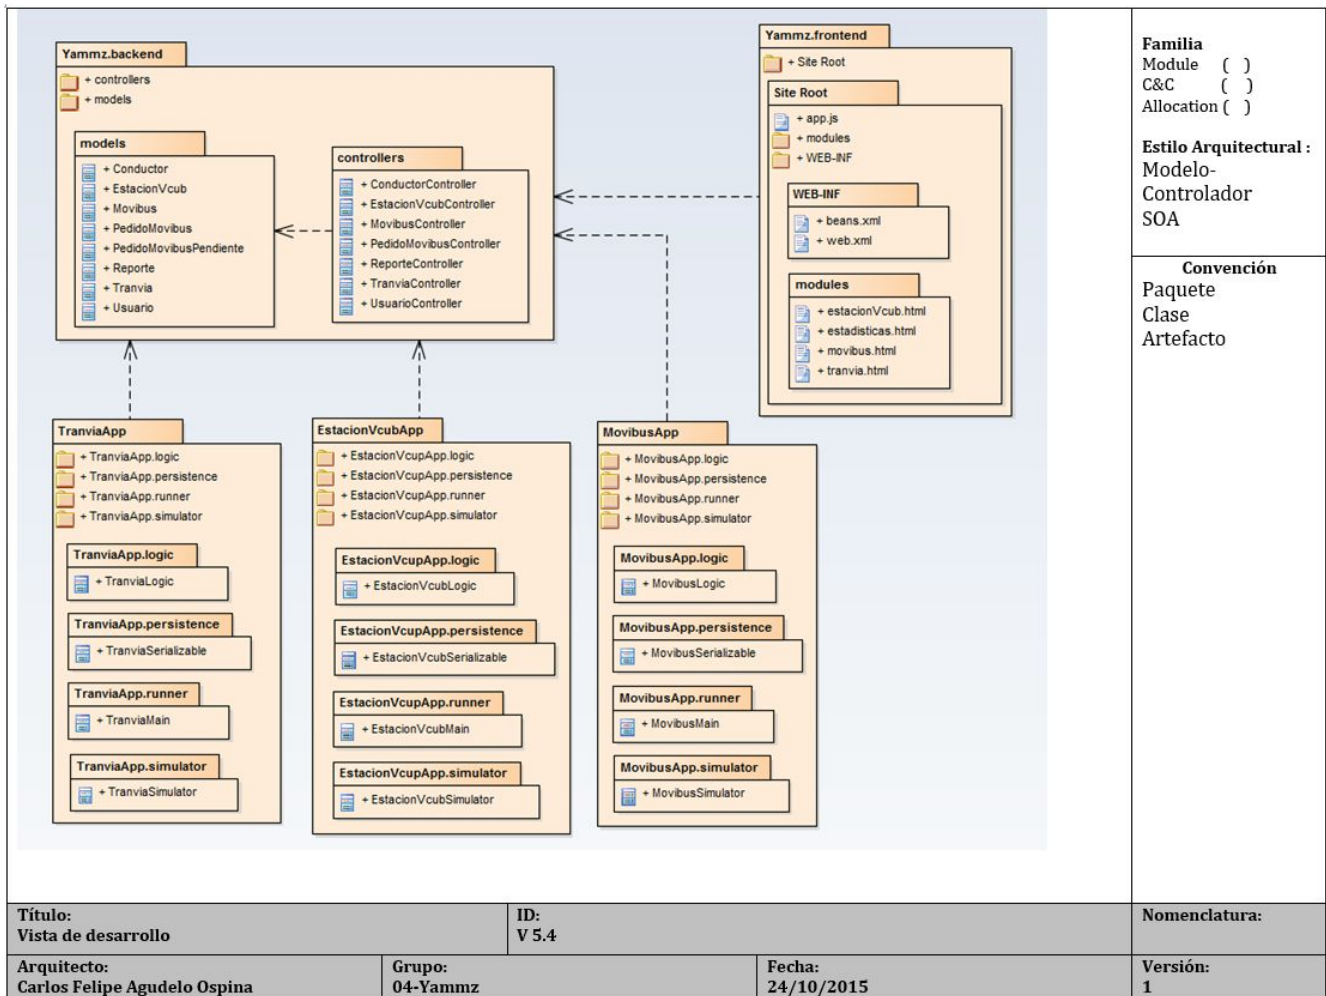 Yammz.backend
+ controllers
+ models
models
+ Conductor
+ EstacionVcub
+ Movibus
+ PedidoMovibus
+ PedidoMovibusPendiente
+ Reporte
+ Tranvia
+ Usuario
controllers
+ ConductorController
+ EstacionVcubController
+ MovibusController
+ PedidoMovibusController
+ ReporteController
+ TranviaController
+ UsuarioController
Yammz.frontend
+ Site Root
Site Root
+ app.js
+ modules
+ WEB-INF
WEB-INF
+ beans.xml
+ web.xml
modules
+ estacionVcub.html
+ estadisticas.html
+ movibus.html
+ tranvia.html
TranviaApp
+ TranviaApp.logic
+ TranviaApp.persistence
+ TranviaApp.runner
+ TranviaApp.simulator
TranviaApp.logic
+ TranviaLogic
TranviaApp.persistence
+ TranviaSerializable
TranviaApp.runner
+ TranviaMain
TranviaApp.simulator
+ TranviaSimulator
EstacionVcubApp
+ EstacionVcupApp.logic
+ EstacionVcupApp.persistence
+ EstacionVcupApp.runner
+ EstacionVcupApp.simulator
EstacionVcupApp.logic
+ EstacionVcubLogic
EstacionVcupApp.persistence
+ EstacionVcubSerializable
EstacionVcupApp.runner
+ EstacionVcubMain
EstacionVcupApp.simulator
+ EstacionVcubSimulator
MovibusApp
+ MovibusApp.logic
+ MovibusApp.persistence
+ MovibusApp.runner
+ MovibusApp.simulator
MovibusApp.logic
+ MovibusLogic
MovibusApp.persistence
+ MovibusSerializable
MovibusApp.runner
+ MovibusMain
MovibusApp.simulator
+ MovibusSimulator
Familia
Module ( )
C&C ( )
Allocation ( )
Estilo Arquitectural :
Modelo-
Controlador
SOA
Convención
Paquete
Clase
Artefacto
Título:
Vista de desarrollo
ID:
V 5.4
Nomenclatura:
Arquitecto:
Carlos Felipe Agudelo Ospina
Grupo:
04-Yammz
Fecha:
24/10/2015
Versión:
1